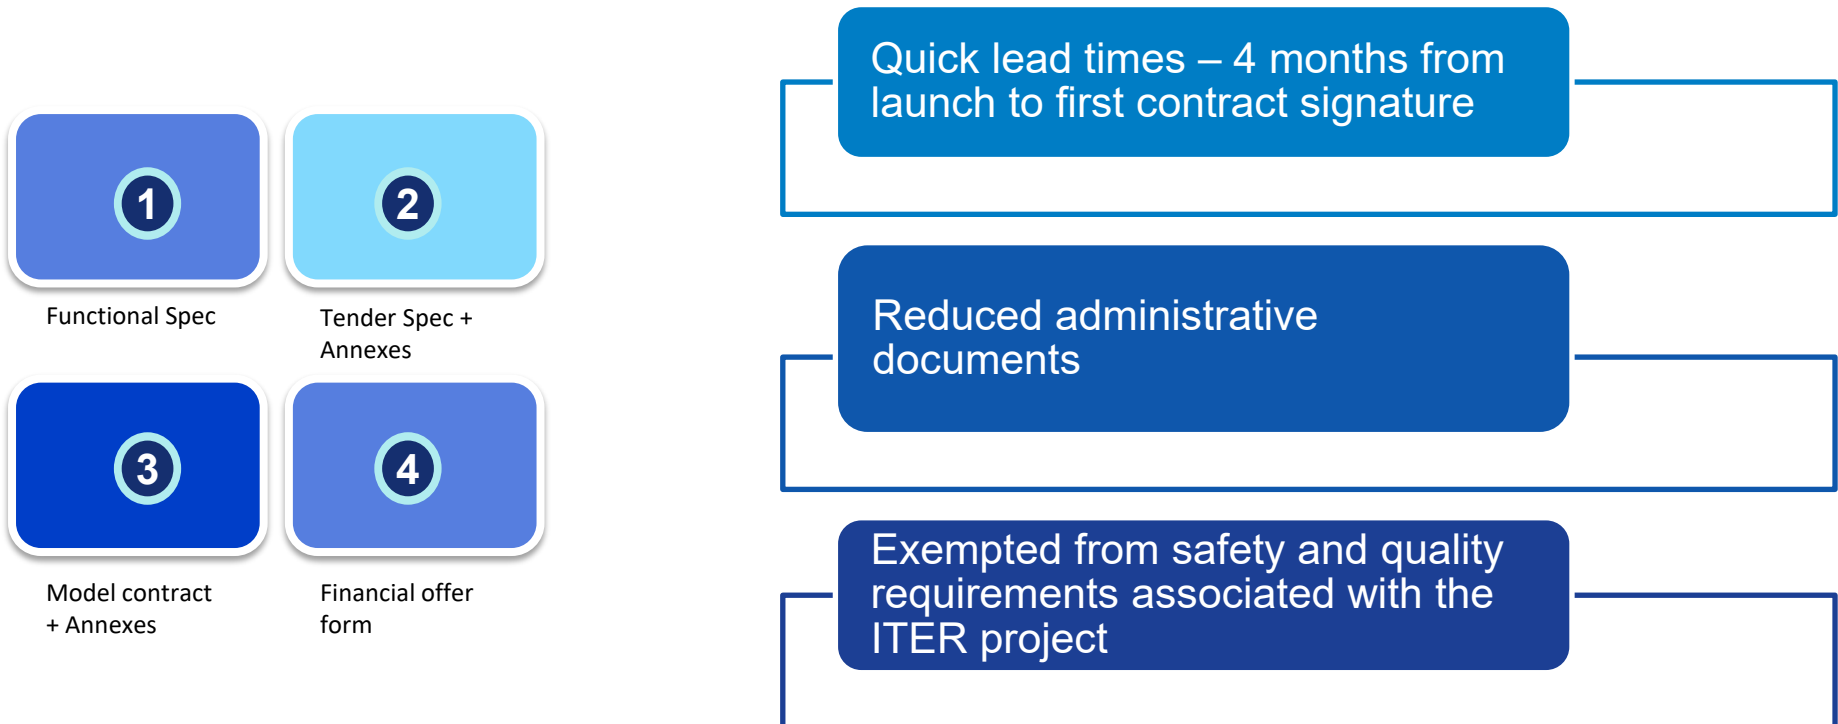 1
2
Functional Spec
Tender Spec +
Annexes
3
4
Model contract
+ Annexes
Financial offer
form
Quick lead times – 4 months from
launch to first contract signature
Reduced administrative
documents
Exempted from safety and quality
requirements associated with the
ITER project